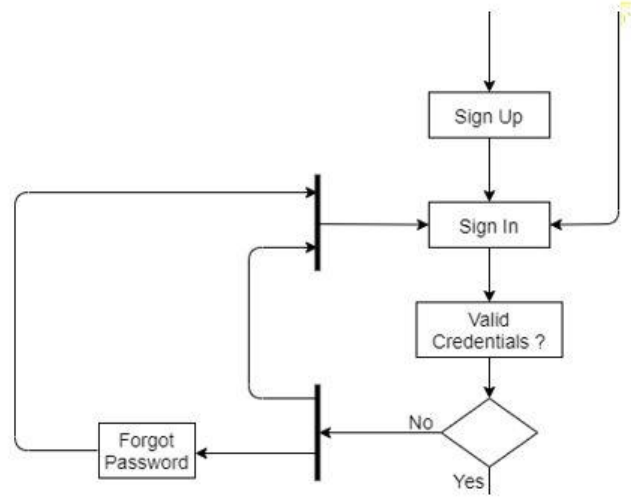 Sign Up
Sign In
Valid
Credentials ?
No
Forgot
Password
Yes